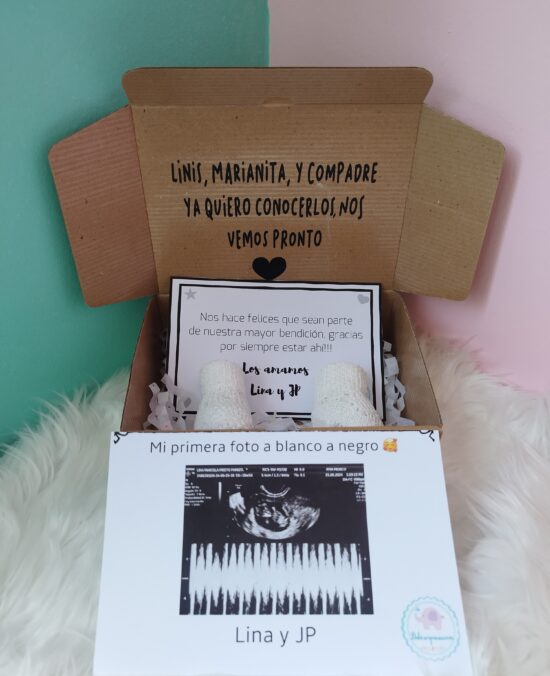 LINIS, MARIANITA, Y COMPADRE
YA QUIERO CONOCERLOS, NOS
VEMOS PRONTO
Nos hace felices que sean parte
de nuestra mayor bendición, gracias
por siempre estar ahí!!!
Los amamos
Lina y JP
Mi primera foto a blanco a negro 🥰
Lina y JP